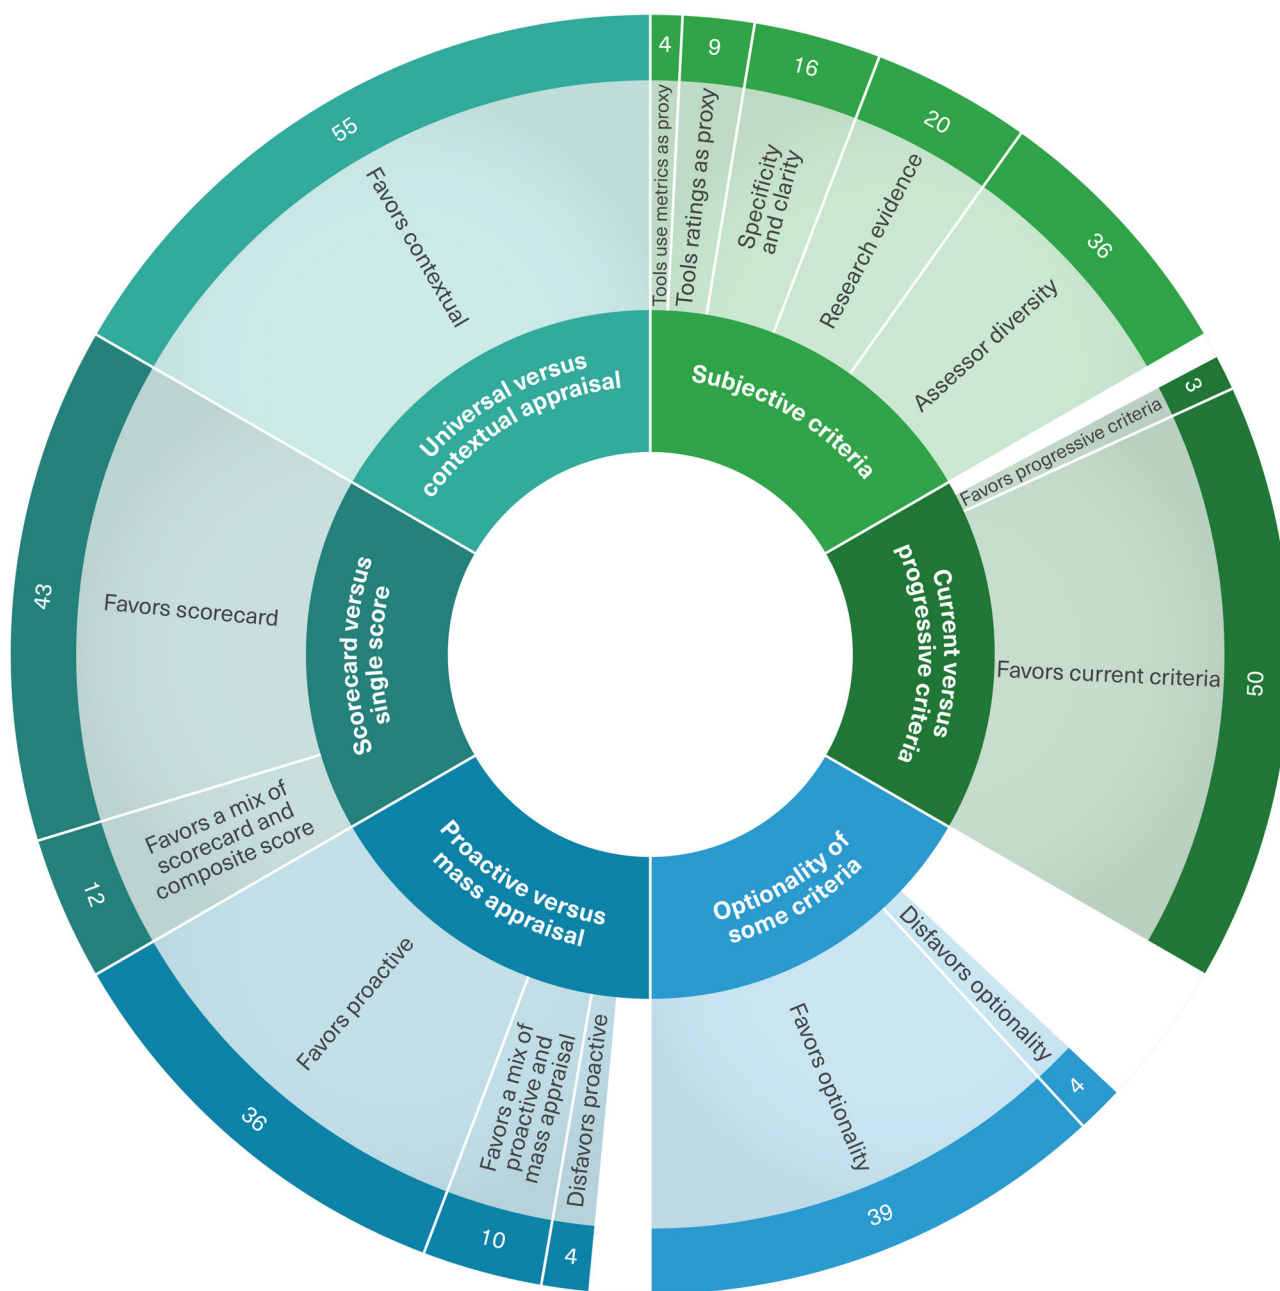 4
9
16
20
36
Tools use metrics as proxy
Tools ratings as proxy
Specificity
and clarity
Research evidence
Assessor diversity
Subjective criteria
3
50
Favors progressive criteria
Favors current criteria
Current versus
progressive criteria
Optionality of
some criteria
Disfavors optionality
4
Favors optionality
39
Proactive versus
mass appraisal
Disfavors proactive
4
Favors a mix of
proactive and
mass appraisal
10
Favors proactive
36
Scorecard versus
single score
Favors a mix of
scorecard and
composite score
12
Favors scorecard
43
Universal versus
contextual appraisal
Favors contextual
55